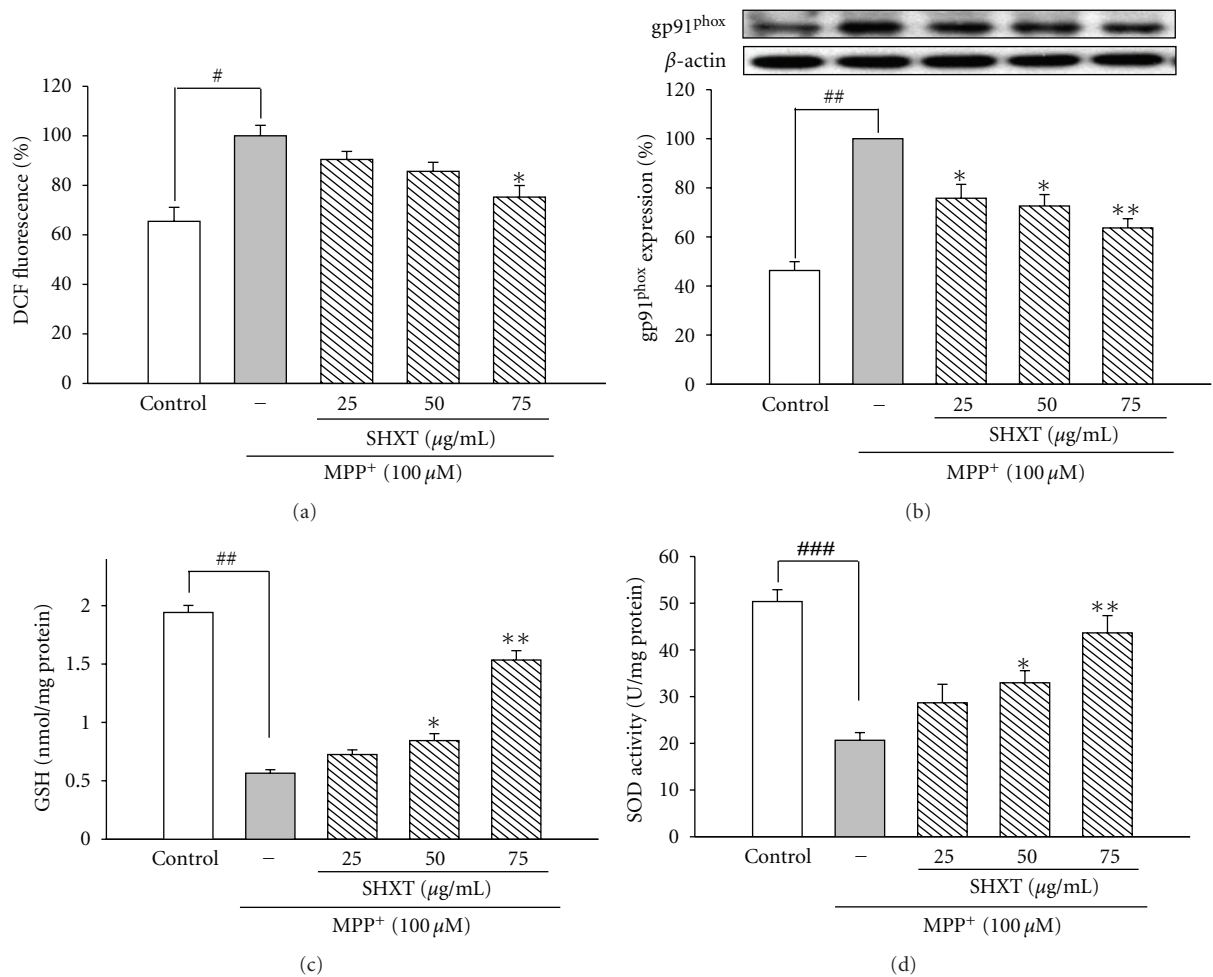 #
120
100
80
60
40
20
0
DCF fluorescence (%)
*
Control
−
25
50
75
SHXT (μg/mL)
MPP⁺ (100 μM)
(a)
gp91ᵖʰᵒˣ
β-actin
##
120
100
80
60
40
20
0
gp91ᵖʰᵒˣ expression (%)
*
*
**
Control
−
25
50
75
SHXT (μg/mL)
MPP⁺ (100 μM)
(b)
##
2
1.5
1
0.5
0
GSH (nmol/mg protein)
*
**
Control
−
25
50
75
SHXT (μg/mL)
MPP⁺ (100 μM)
(c)
###
60
50
40
30
20
10
0
SOD activity (U/mg protein)
*
**
Control
−
25
50
75
SHXT (μg/mL)
MPP⁺ (100 μM)
(d)